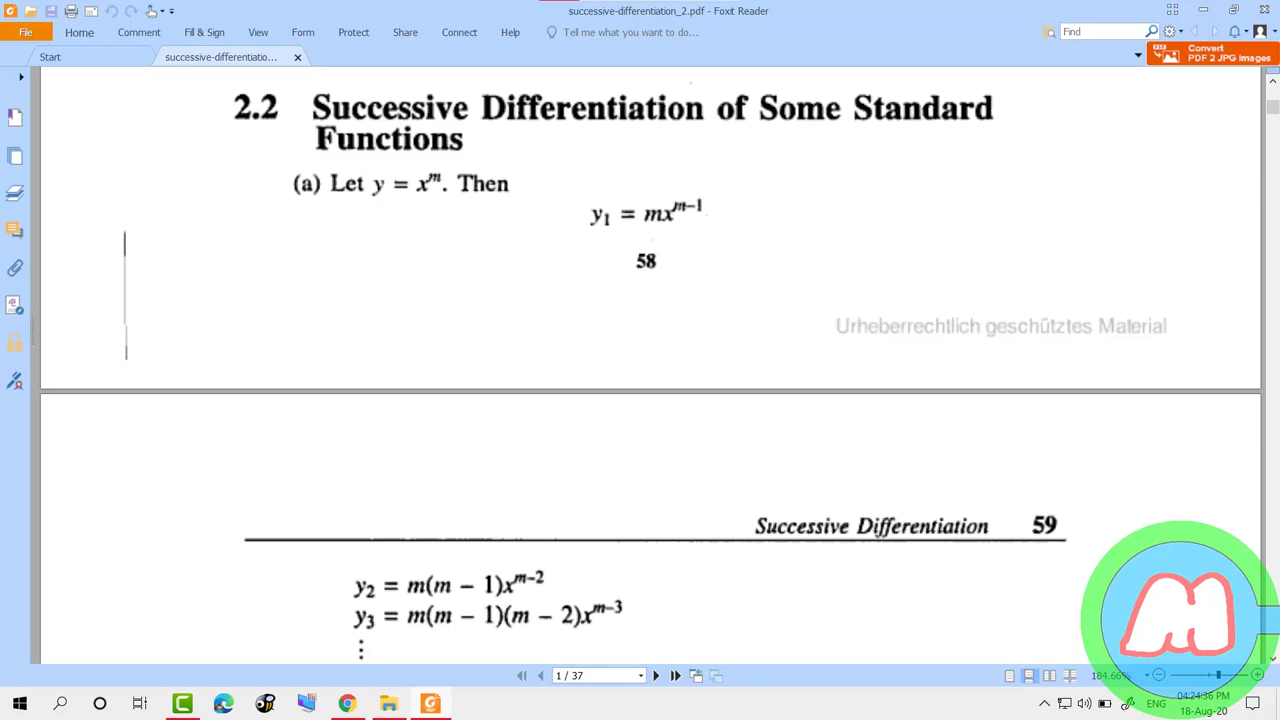 successive-differentiation_2.pdf - Foxit Reader
File Home Comment View Form Protect Share Connect Help Tell me what you want to do... Find
Fill & Sign
Convert
PDF 2 JPG Images
Start successive-differentiatio...
2.2 Successive Differentiation of Some Standard
Functions
(a) Let y = x^m. Then
y₁ = mx^{m-1}
58
Urheberrechtlich geschütztes Material
Successive Differentiation 59
y₂ = m(m − 1)x^{m-2}
y₃ = m(m − 1)(m − 2)x^{m-3}
⋮
M
1 / 37
184.66%
04:24:36 PM
ENG
18-Aug-20